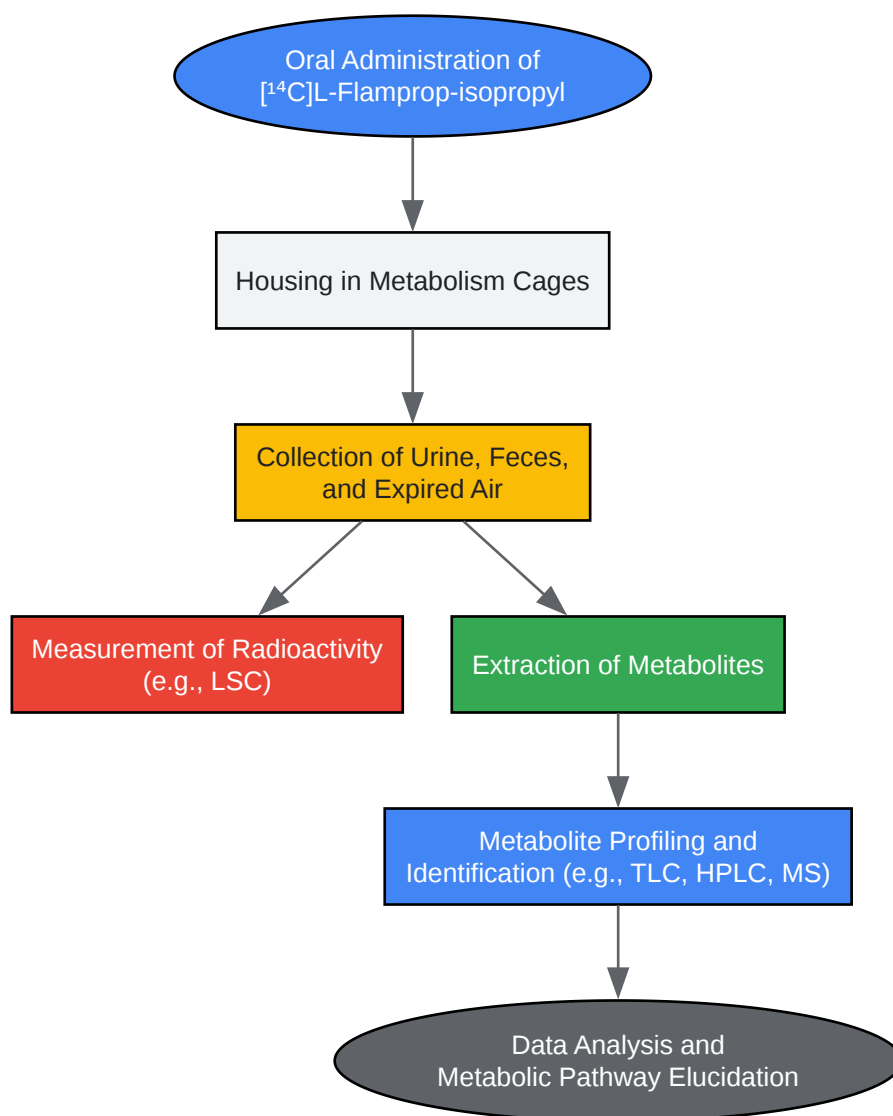 Oral Administration of
[¹⁴C]L-Flamprop-isopropyl
Housing in Metabolism Cages
Collection of Urine, Feces,
and Expired Air
Measurement of Radioactivity
(e.g., LSC)
Extraction of Metabolites
Metabolite Profiling and
Identification (e.g., TLC, HPLC, MS)
Data Analysis and
Metabolic Pathway Elucidation